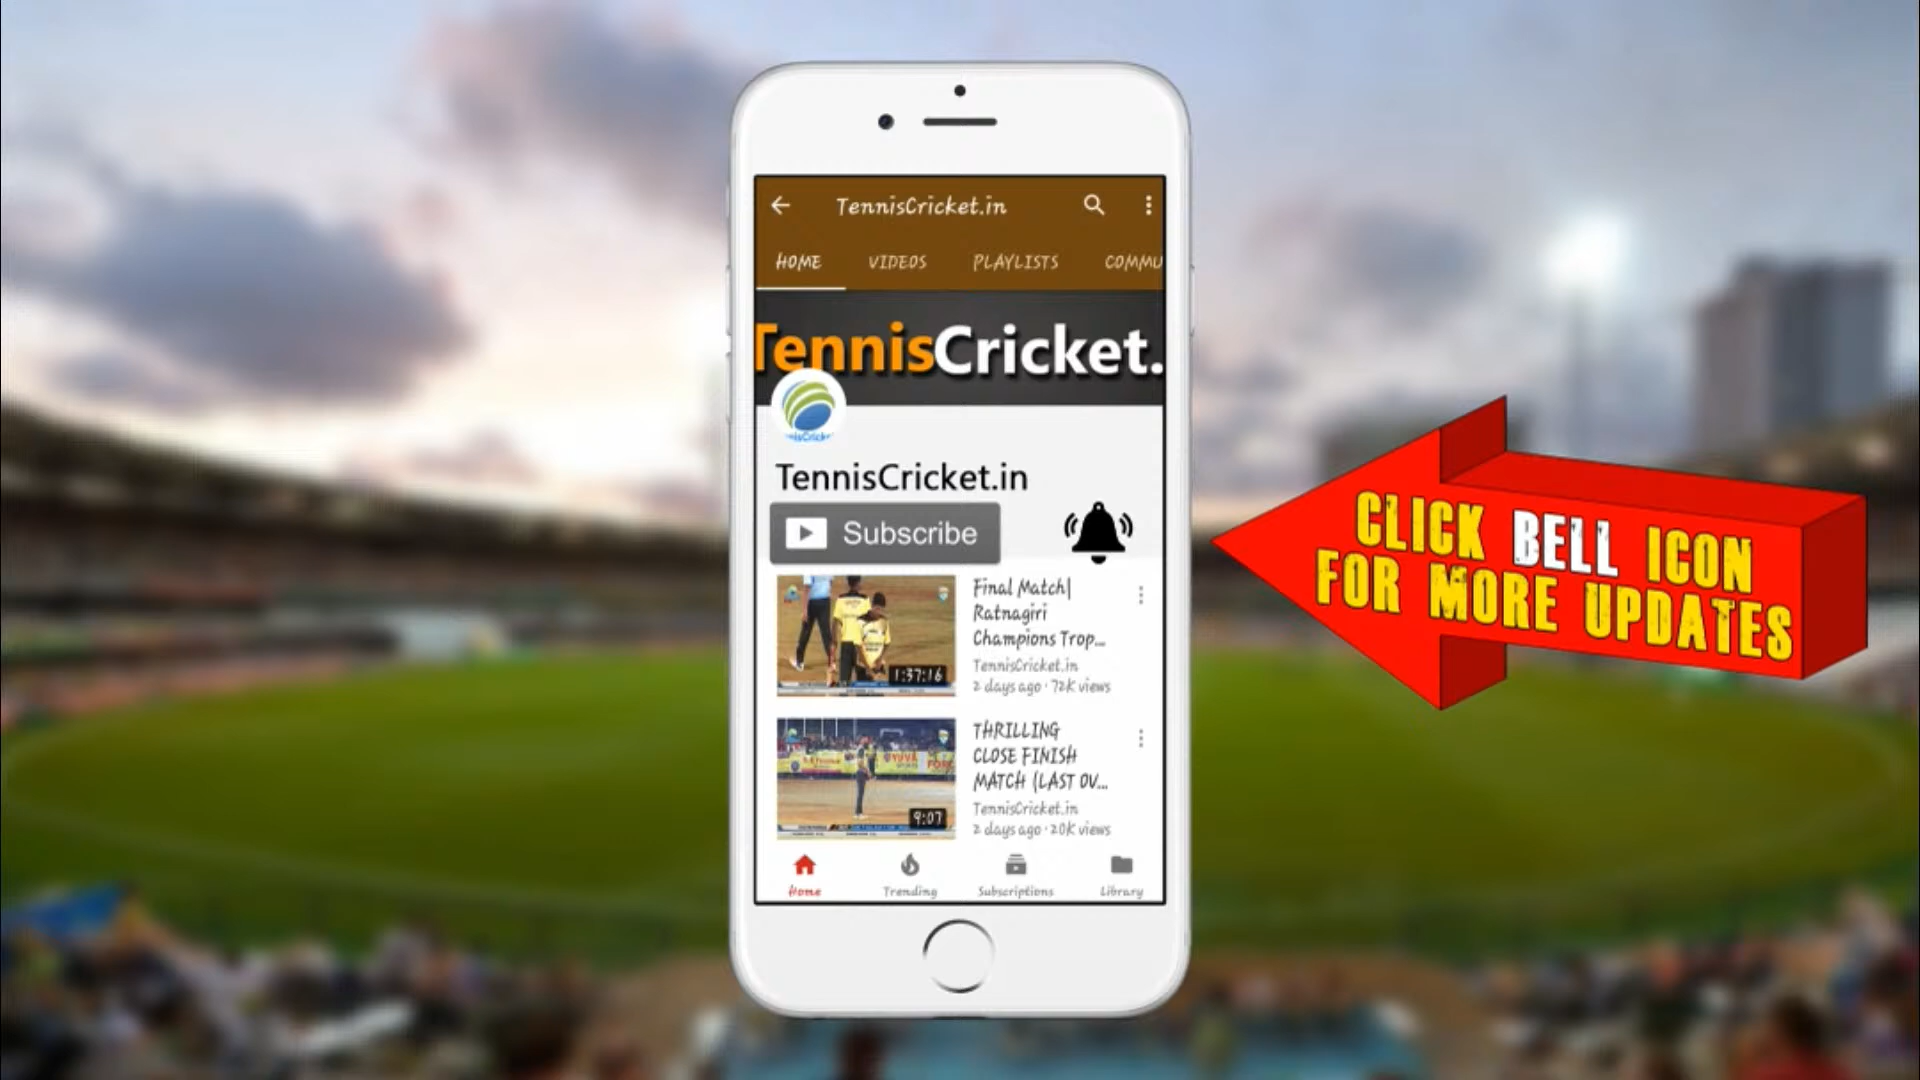 TennisCricket.in
HOME VIDEOS PLAYLISTS COMMU
TennisCricket.
TennisCricket.in
Subscribe
CLICK BELL ICON
FOR MORE UPDATES
Final Match|
Ratnagiri
Champions Trop...
TennisCricket.in
2 days ago · 72K views
1:37:16
THRILLING
CLOSE FINISH
MATCH (LAST OV...
TennisCricket.in
2 days ago · 20K views
9:07
Home Trending Subscriptions Library